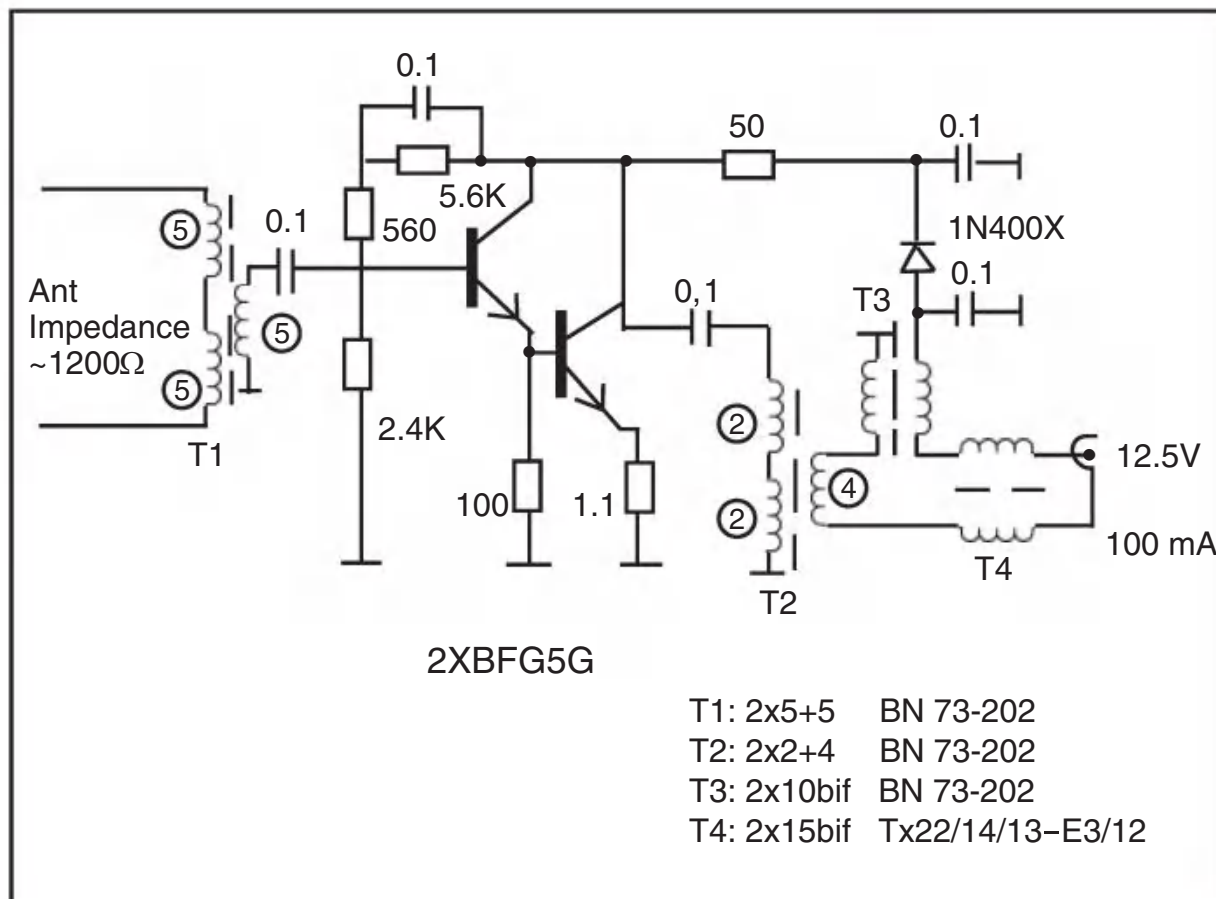 0.1
50
0.1
5.6K
560
0.1
1N400X
0.1
T3
5
5
5
Ant
Impedance
~1200Ω
T1
0,1
2.4K
100
1.1
2
2
4
12.5V
100 mA
T4
T2
2XBFG5G
T1: 2x5+5 BN 73-202
T2: 2x2+4 BN 73-202
T3: 2x10bif BN 73-202
T4: 2x15bif Tx22/14/13–E3/12